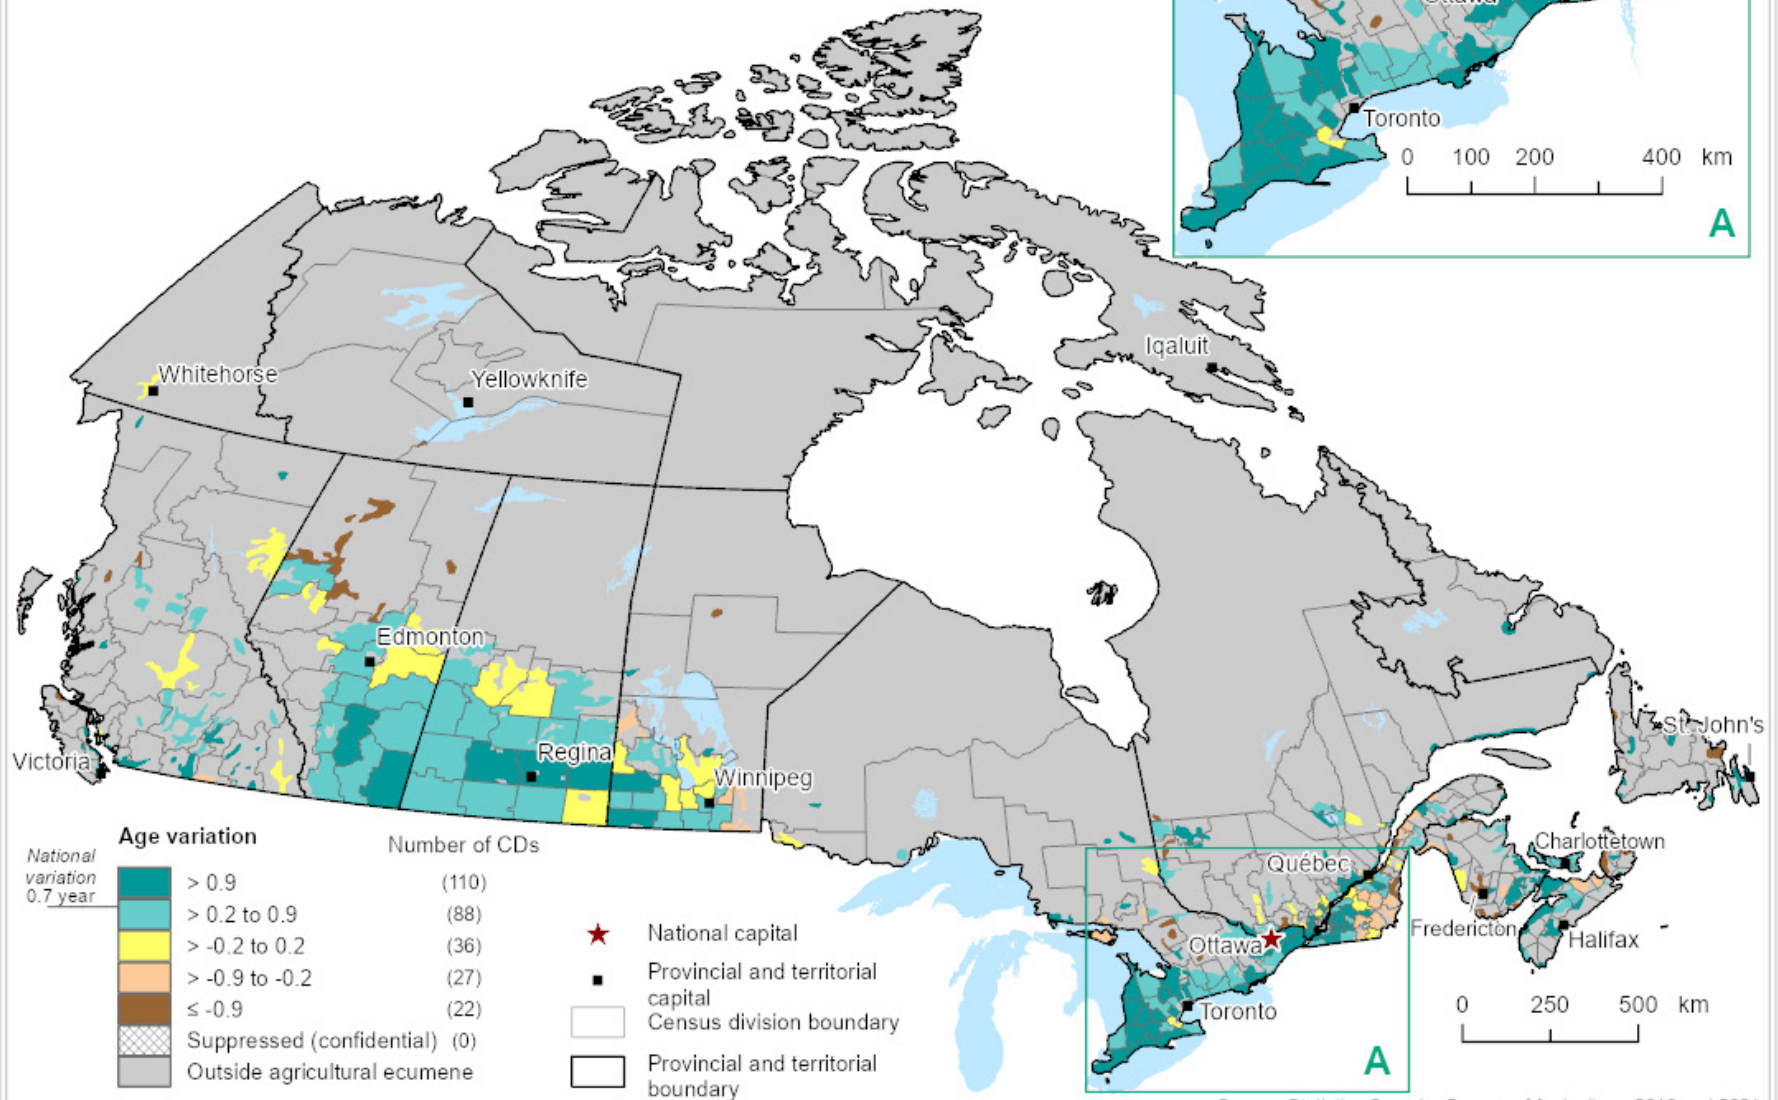 Ottawa
Toronto
0 100 200 400 km
A
Iqaluit
Whitehorse
Yellowknife
Edmonton
St. John's
Regina
Victoria
Winnipeg
Charlottetown
Québec
Fredericton
Halifax
Ottawa
Toronto
0 250 500 km
A
Age variation
Number of CDs
National
variation
0.7 year
> 0.9 (110)
> 0.2 to 0.9 (88)
> -0.2 to 0.2 (36)
> -0.9 to -0.2 (27)
≤ -0.9 (22)
Suppressed (confidential) (0)
Outside agricultural ecumene
National capital
Provincial and territorial
capital
Census division boundary
Provincial and territorial
boundary